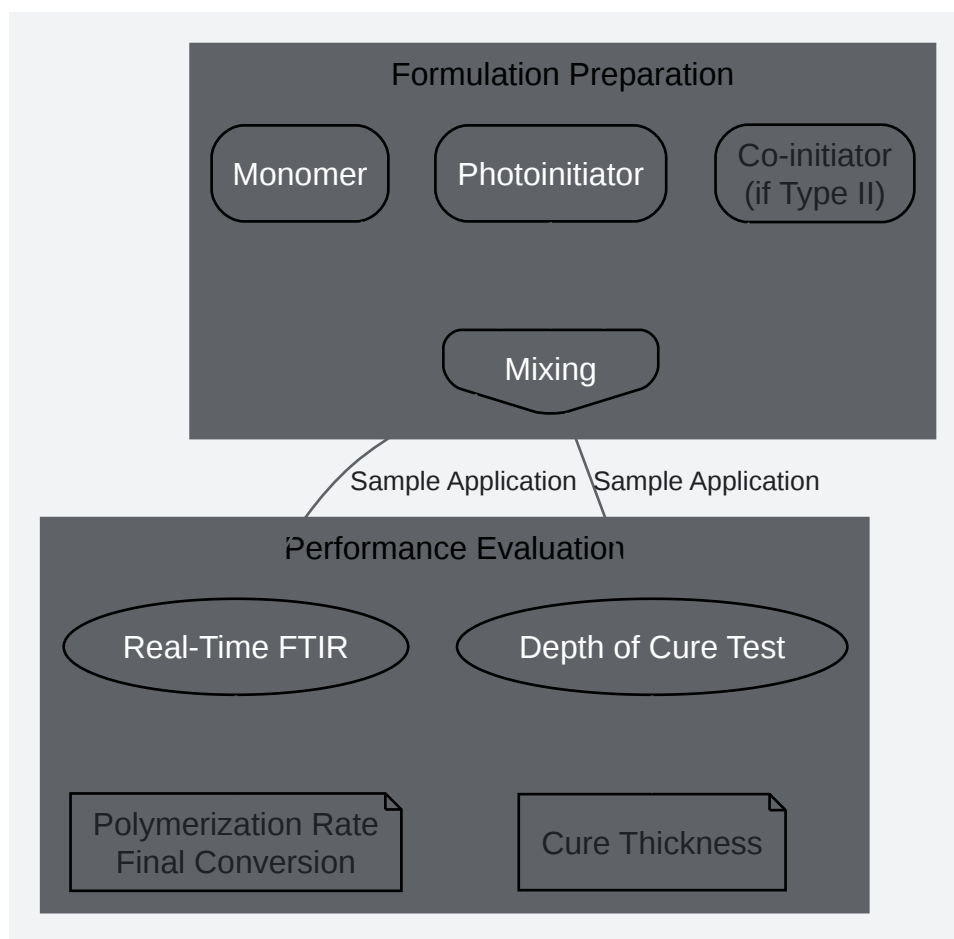 Formulation Preparation
Monomer
Photoinitiator
Co-initiator
(if Type II)
Mixing
Sample Application
Sample Application
Performance Evaluation
Real-Time FTIR
Depth of Cure Test
Polymerization Rate
Final Conversion
Cure Thickness